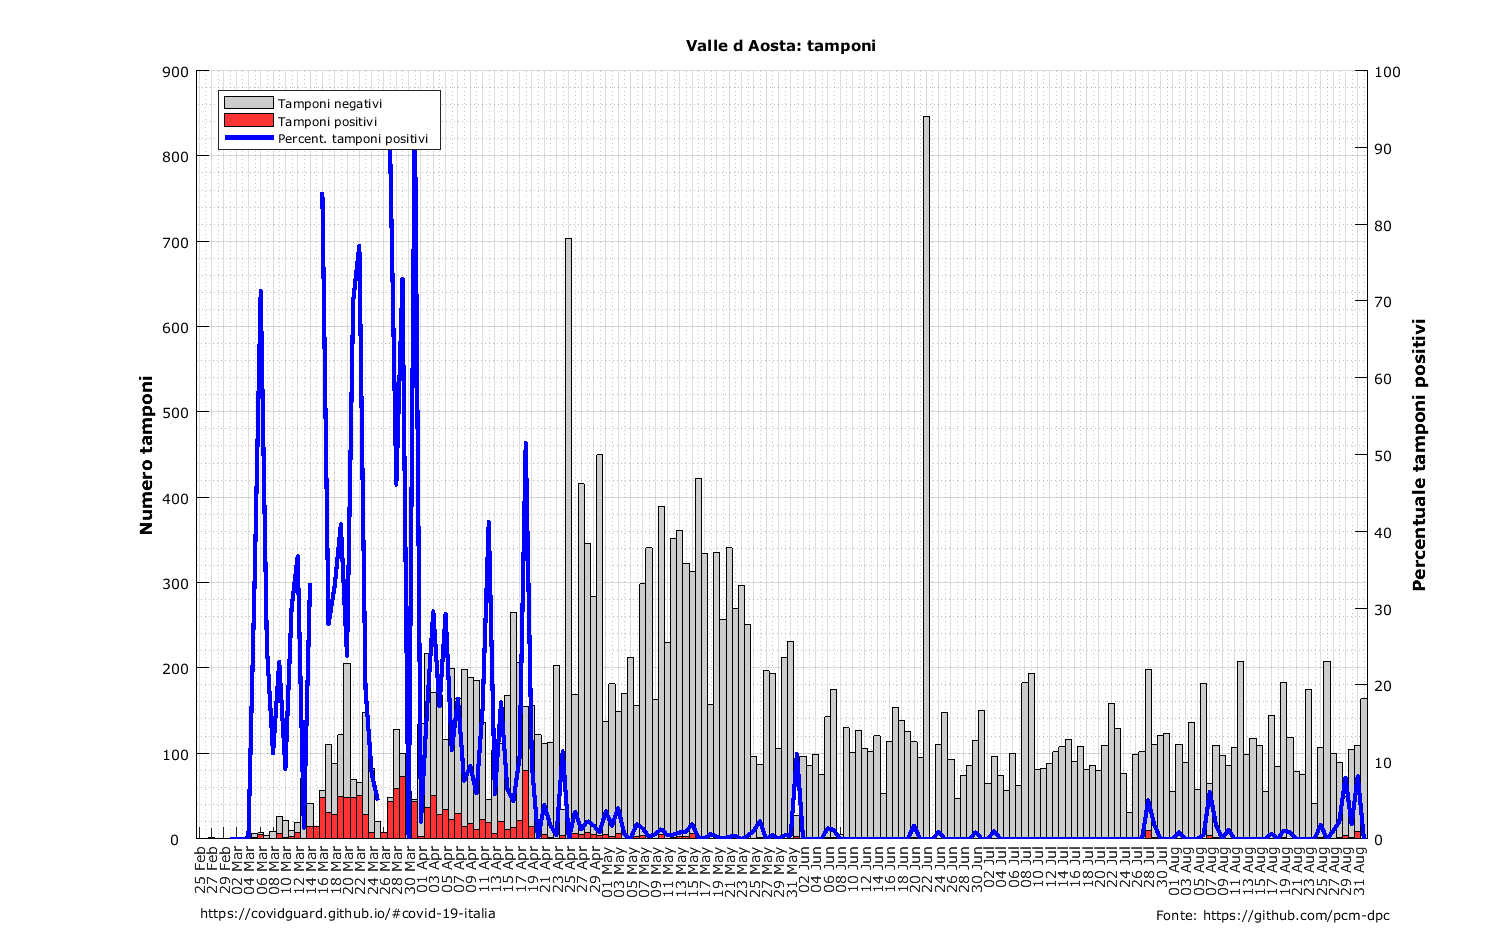 Valle d Aosta: tamponi
Tamponi negativi
Tamponi positivi
Percent. tamponi positivi
Numero tamponi
900
800
700
600
500
400
300
200
100
0
Percentuale tamponi positivi
100
90
80
70
60
50
40
30
20
10
0
25 Feb
27 Feb
29 Feb
02 Mar
04 Mar
06 Mar
08 Mar
10 Mar
12 Mar
14 Mar
16 Mar
18 Mar
20 Mar
22 Mar
24 Mar
26 Mar
28 Mar
30 Mar
01 Apr
03 Apr
05 Apr
07 Apr
09 Apr
11 Apr
13 Apr
15 Apr
17 Apr
19 Apr
21 Apr
23 Apr
25 Apr
27 Apr
29 Apr
01 May
03 May
05 May
07 May
09 May
11 May
13 May
15 May
17 May
19 May
21 May
23 May
25 May
27 May
29 May
31 May
02 Jun
04 Jun
06 Jun
08 Jun
10 Jun
12 Jun
14 Jun
16 Jun
18 Jun
20 Jun
22 Jun
24 Jun
26 Jun
28 Jun
30 Jun
02 Jul
04 Jul
06 Jul
08 Jul
10 Jul
12 Jul
14 Jul
16 Jul
18 Jul
20 Jul
22 Jul
24 Jul
26 Jul
28 Jul
30 Jul
01 Aug
03 Aug
05 Aug
07 Aug
09 Aug
11 Aug
13 Aug
15 Aug
17 Aug
19 Aug
21 Aug
23 Aug
25 Aug
27 Aug
29 Aug
31 Aug
https://covidguard.github.io/#covid-19-italia
Fonte: https://github.com/pcm-dpc